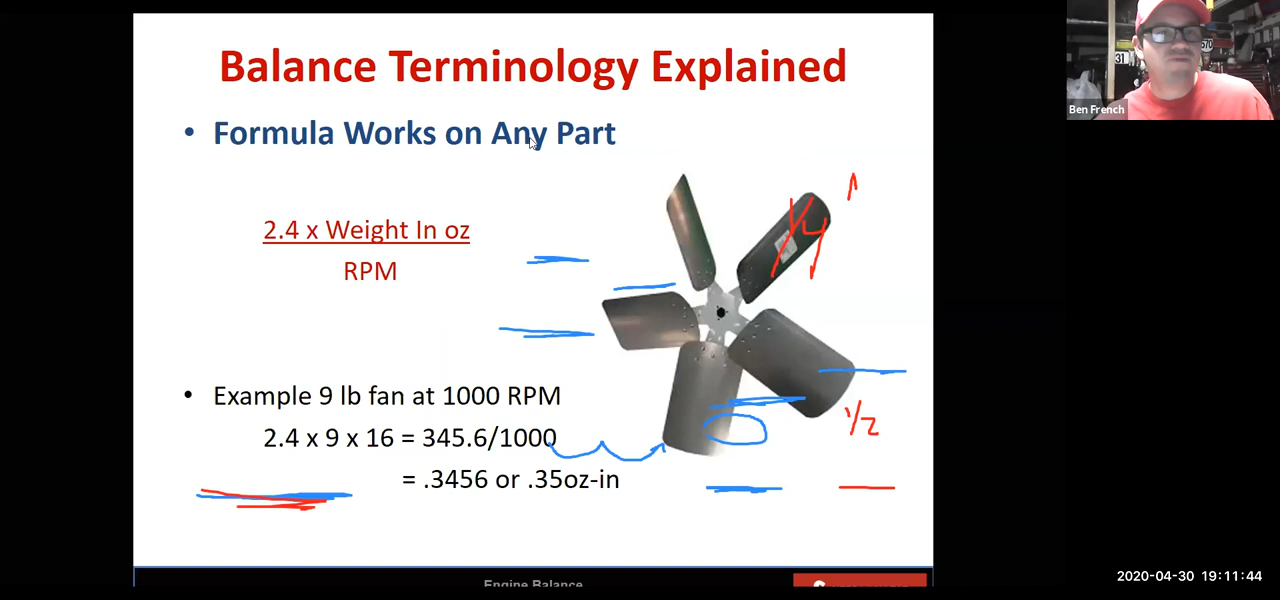 Balance Terminology Explained
• Formula Works on Any Part
2.4 x Weight In oz
RPM
1/4
1/2
• Example 9 lb fan at 1000 RPM
2.4 x 9 x 16 = 345.6/1000
= .3456 or .35oz-in
Engine Balance
31
570
Ben French
2020-04-30 19:11:44